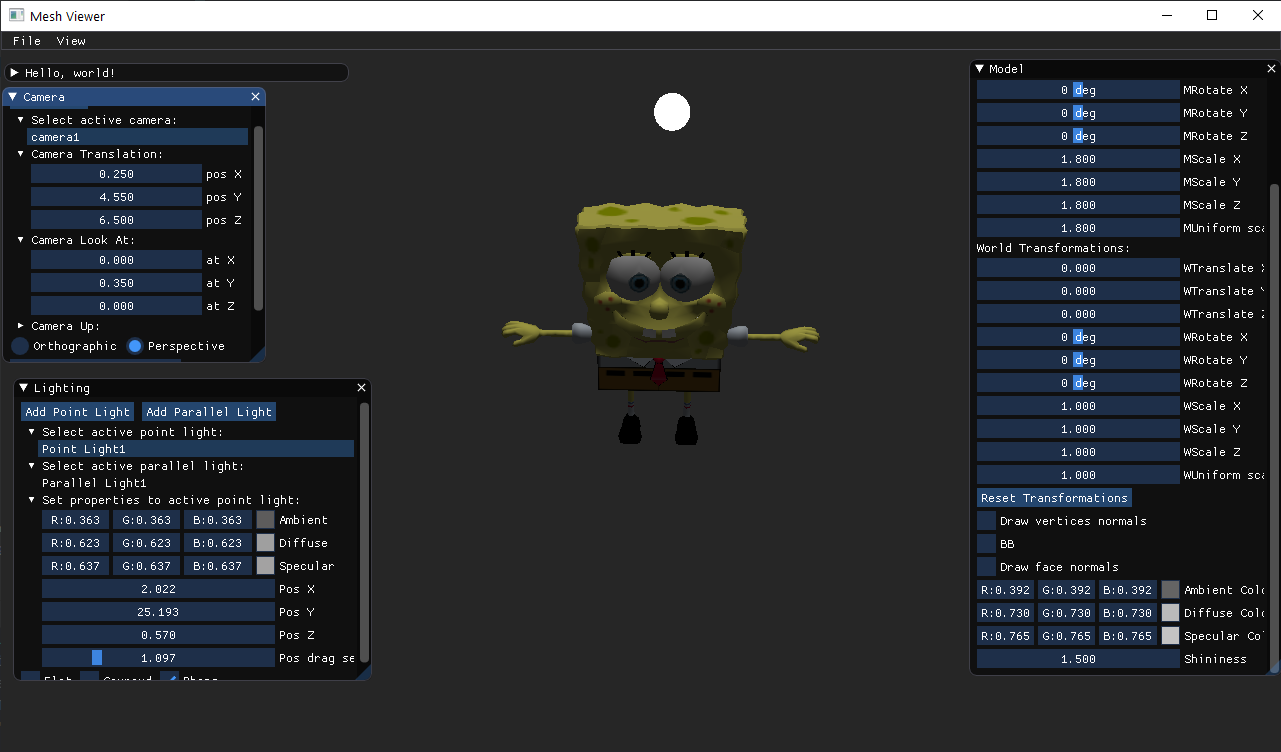 Mesh Viewer
File View
Hello, world!
Camera
Select active camera:
camera1
Camera Translation:
0.250 pos X
4.550 pos Y
6.500 pos Z
Camera Look At:
0.000 at X
0.350 at Y
0.000 at Z
Camera Up:
Orthographic Perspective
Lighting
Add Point Light Add Parallel Light
Select active point light:
Point Light1
Select active parallel light:
Parallel Light1
Set properties to active point light:
R:0.363 G:0.363 B:0.363 Ambient
R:0.623 G:0.623 B:0.623 Diffuse
R:0.637 G:0.637 B:0.637 Specular
2.022 Pos X
25.193 Pos Y
0.570 Pos Z
1.097 Pos drag se
Flat Gouraud Phong
Model
0 deg MRotate X
0 deg MRotate Y
0 deg MRotate Z
1.800 MScale X
1.800 MScale Y
1.800 MScale Z
1.800 MUniform sca
World Transformations:
0.000 WTranslate X
0.000 WTranslate Y
0.000 WTranslate Z
0 deg WRotate X
0 deg WRotate Y
0 deg WRotate Z
1.000 WScale X
1.000 WScale Y
1.000 WScale Z
1.000 WUniform sca
Reset Transformations
Draw vertices normals
BB
Draw face normals
R:0.392 G:0.392 B:0.392 Ambient Colo
R:0.730 G:0.730 B:0.730 Diffuse Colo
R:0.765 G:0.765 B:0.765 Specular Co
1.500 Shininess